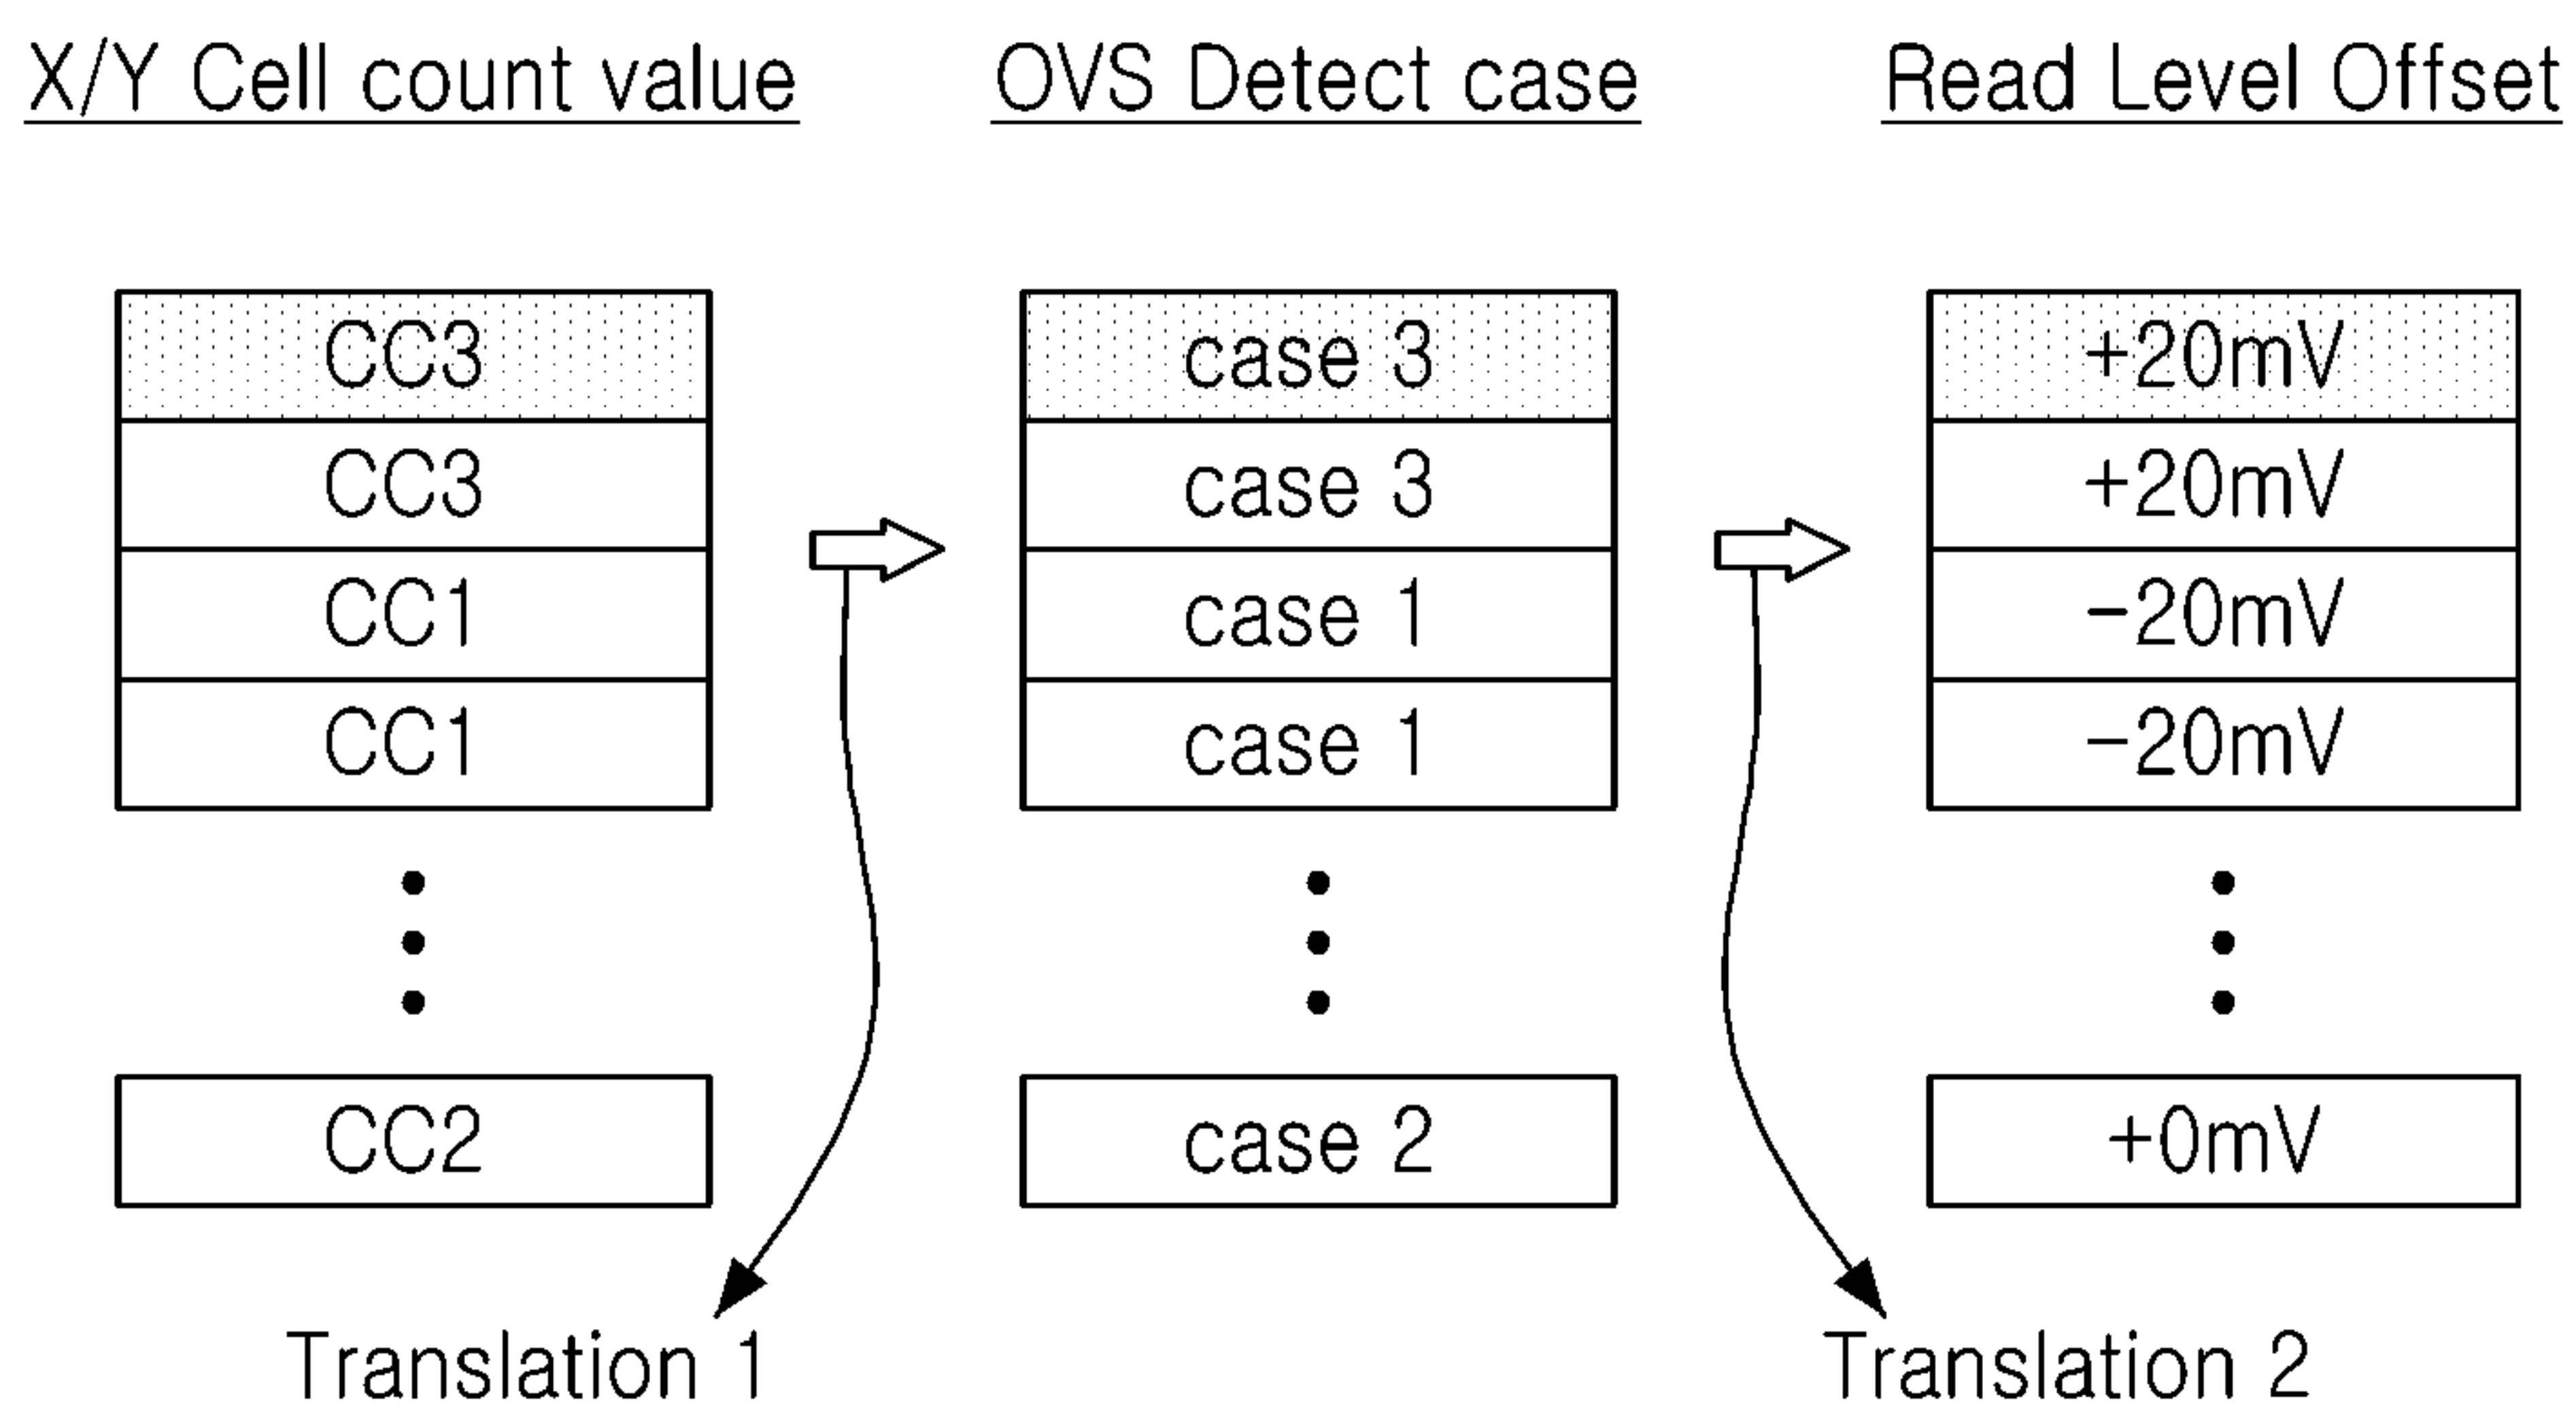 X/Y Cell count value OVS Detect case Read Level Offset
CC3 case 3 +20mV
CC3 case 3 +20mV
CC1 case 1 -20mV
CC1 case 1 -20mV
CC2 case 2 +0mV
Translation 1 Translation 2